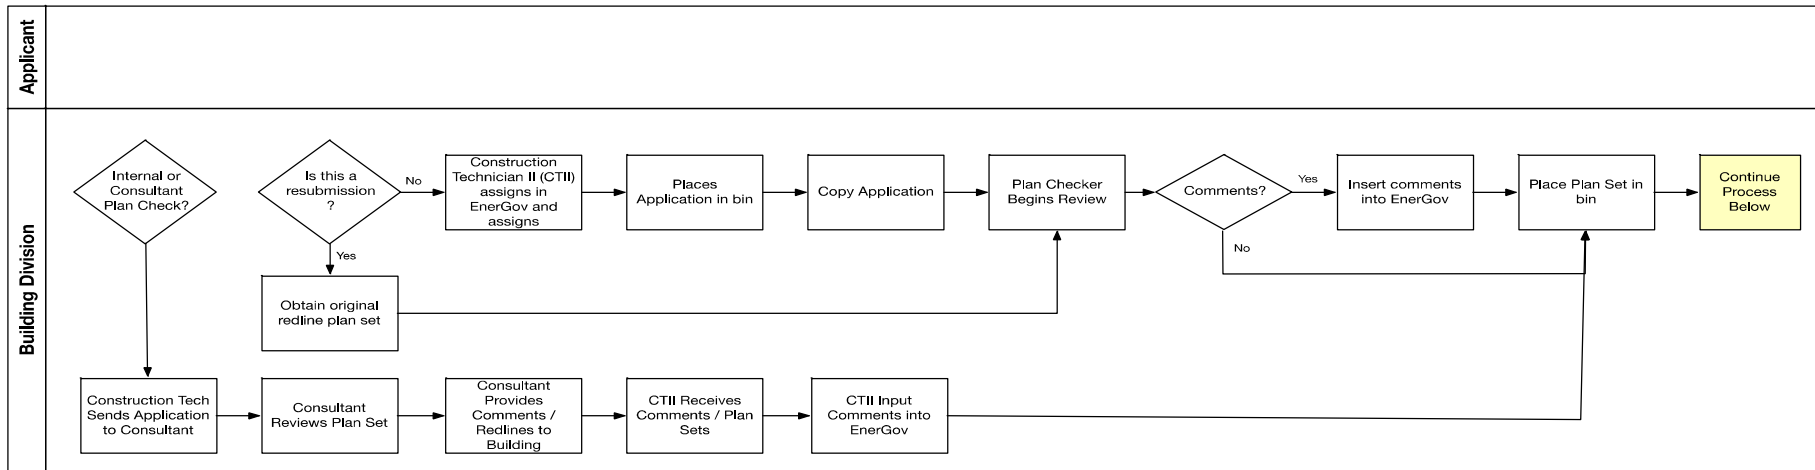 Applicant
Building Division
Internal or
Consultant
Plan Check?
Is this a
resubmission
?
No
Yes
Construction
Technician II (CTII)
assigns in
EnerGov and
assigns
Places
Application in bin
Copy Application
Plan Checker
Begins Review
Comments?
Yes
No
Insert comments
into EnerGov
Place Plan Set in
bin
Continue
Process
Below
Obtain original
redline plan set
Construction Tech
Sends Application
to Consultant
Consultant
Reviews Plan Set
Consultant
Provides
Comments /
Redlines to
Building
CTII Receives
Comments / Plan
Sets
CTII Input
Comments into
EnerGov